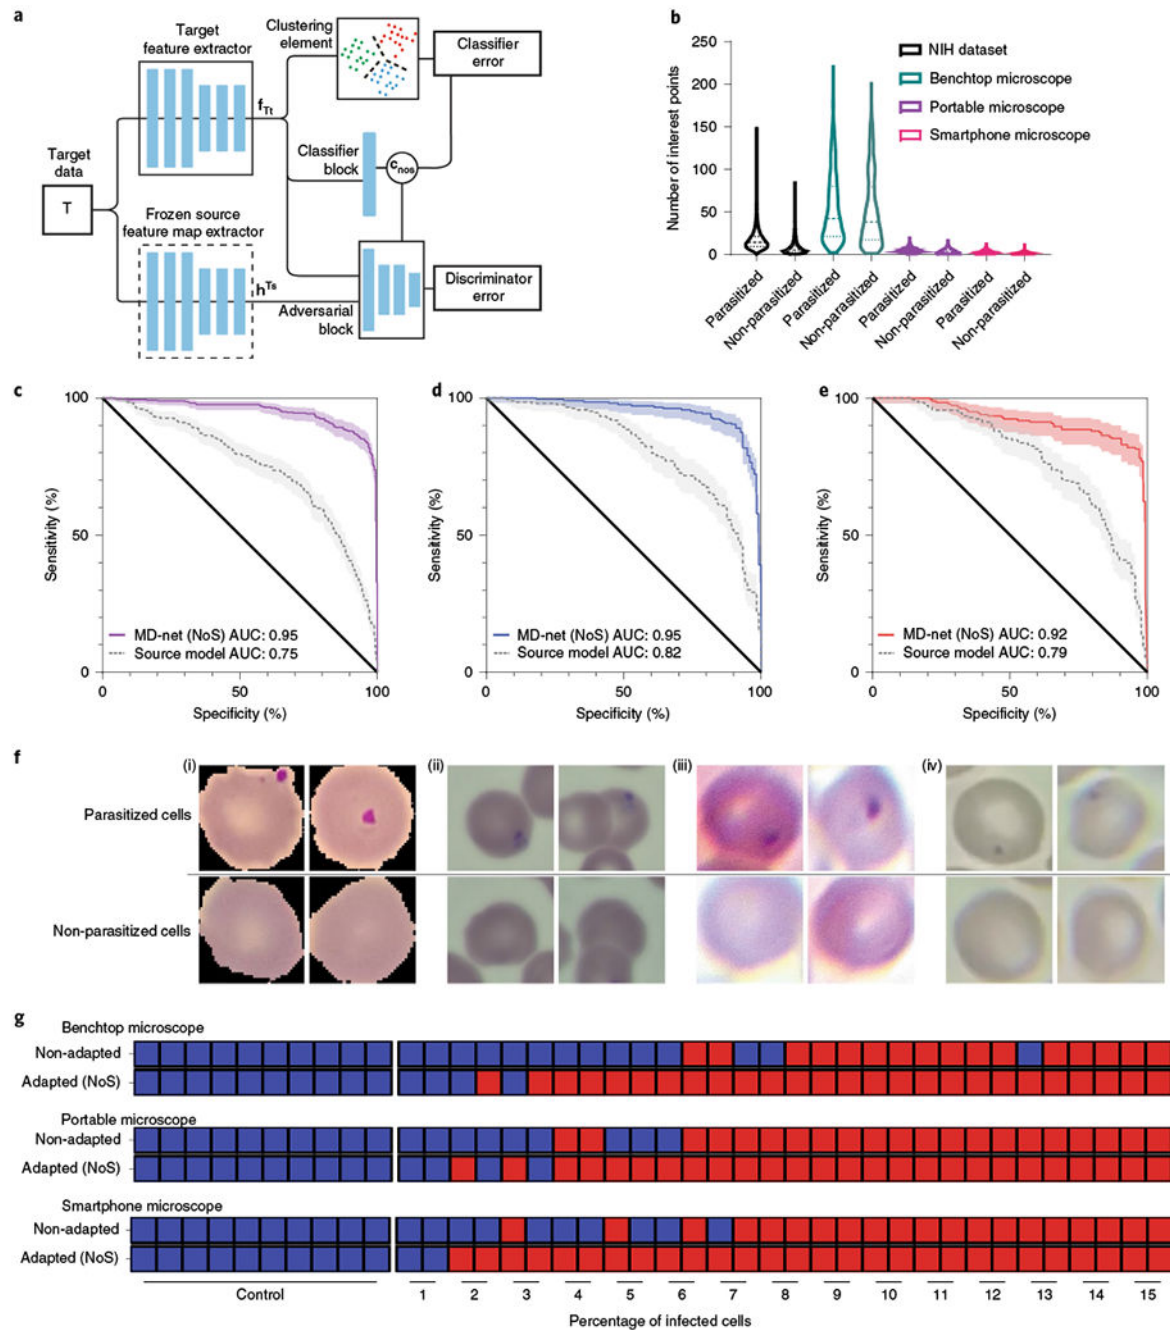 a
Target
feature extractor
Clustering
element
Classifier
error
f_Tt
Classifier
block
c_nos
Target
data
T
Frozen source
feature map extractor
h^Ts
Adversarial
block
Discriminator
error
b
Number of interest points
250
200
150
100
50
0
NIH dataset
Benchtop microscope
Portable microscope
Smartphone microscope
Parasitized
Non-parasitized
Parasitized
Non-parasitized
Parasitized
Non-parasitized
Parasitized
Non-parasitized
c
Sensitivity (%)
100
50
0
MD-net (NoS) AUC: 0.95
Source model AUC: 0.75
0 50 100
Specificity (%)
d
Sensitivity (%)
100
50
0
MD-net (NoS) AUC: 0.95
Source model AUC: 0.82
0 50 100
Specificity (%)
e
Sensitivity (%)
100
50
0
MD-net (NoS) AUC: 0.92
Source model AUC: 0.79
0 50 100
Specificity (%)
f
(i) (ii) (iii) (iv)
Parasitized cells
Non-parasitized cells
g
Benchtop microscope
Non-adapted
Adapted (NoS)
Portable microscope
Non-adapted
Adapted (NoS)
Smartphone microscope
Non-adapted
Adapted (NoS)
Control 1 2 3 4 5 6 7 8 9 10 11 12 13 14 15
Percentage of infected cells